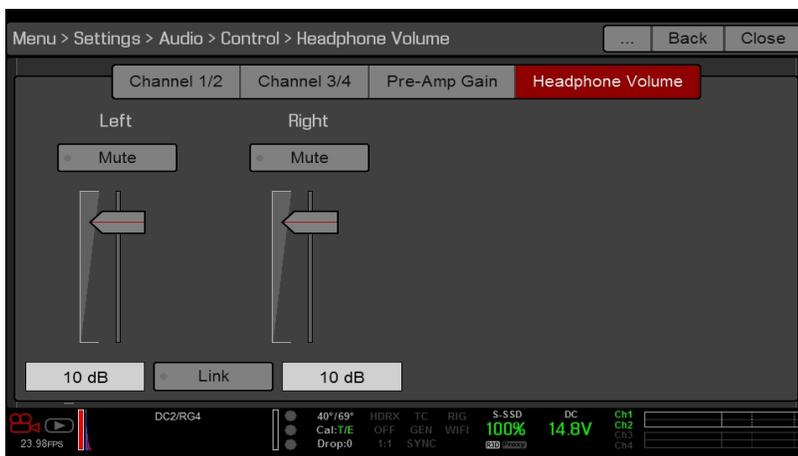 Menu > Settings > Audio > Control > Headphone Volume
... Back Close
Channel 1/2 Channel 3/4 Pre-Amp Gain Headphone Volume
Left Right
Mute Mute
10 dB Link 10 dB
DC2/RG4
23.98FPS
40°/69° HDRX TC RIG S-SSD DC Ch1
Cal:T/E OFF GEN WIFI 100% 14.8V Ch2
Drop:0 1:1 SYNC R3D Ch3
Ch4